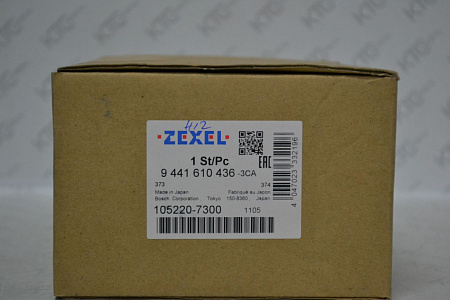 H12
ZEXEL
1 St/Pc
9 441 610 436 -3CA
EAC
373 374
Made in Japan Fabriqué au Japon
Bosch Corporation, Tokyo 150-8360, Japan
105220-7300 1105
4 047023 332196